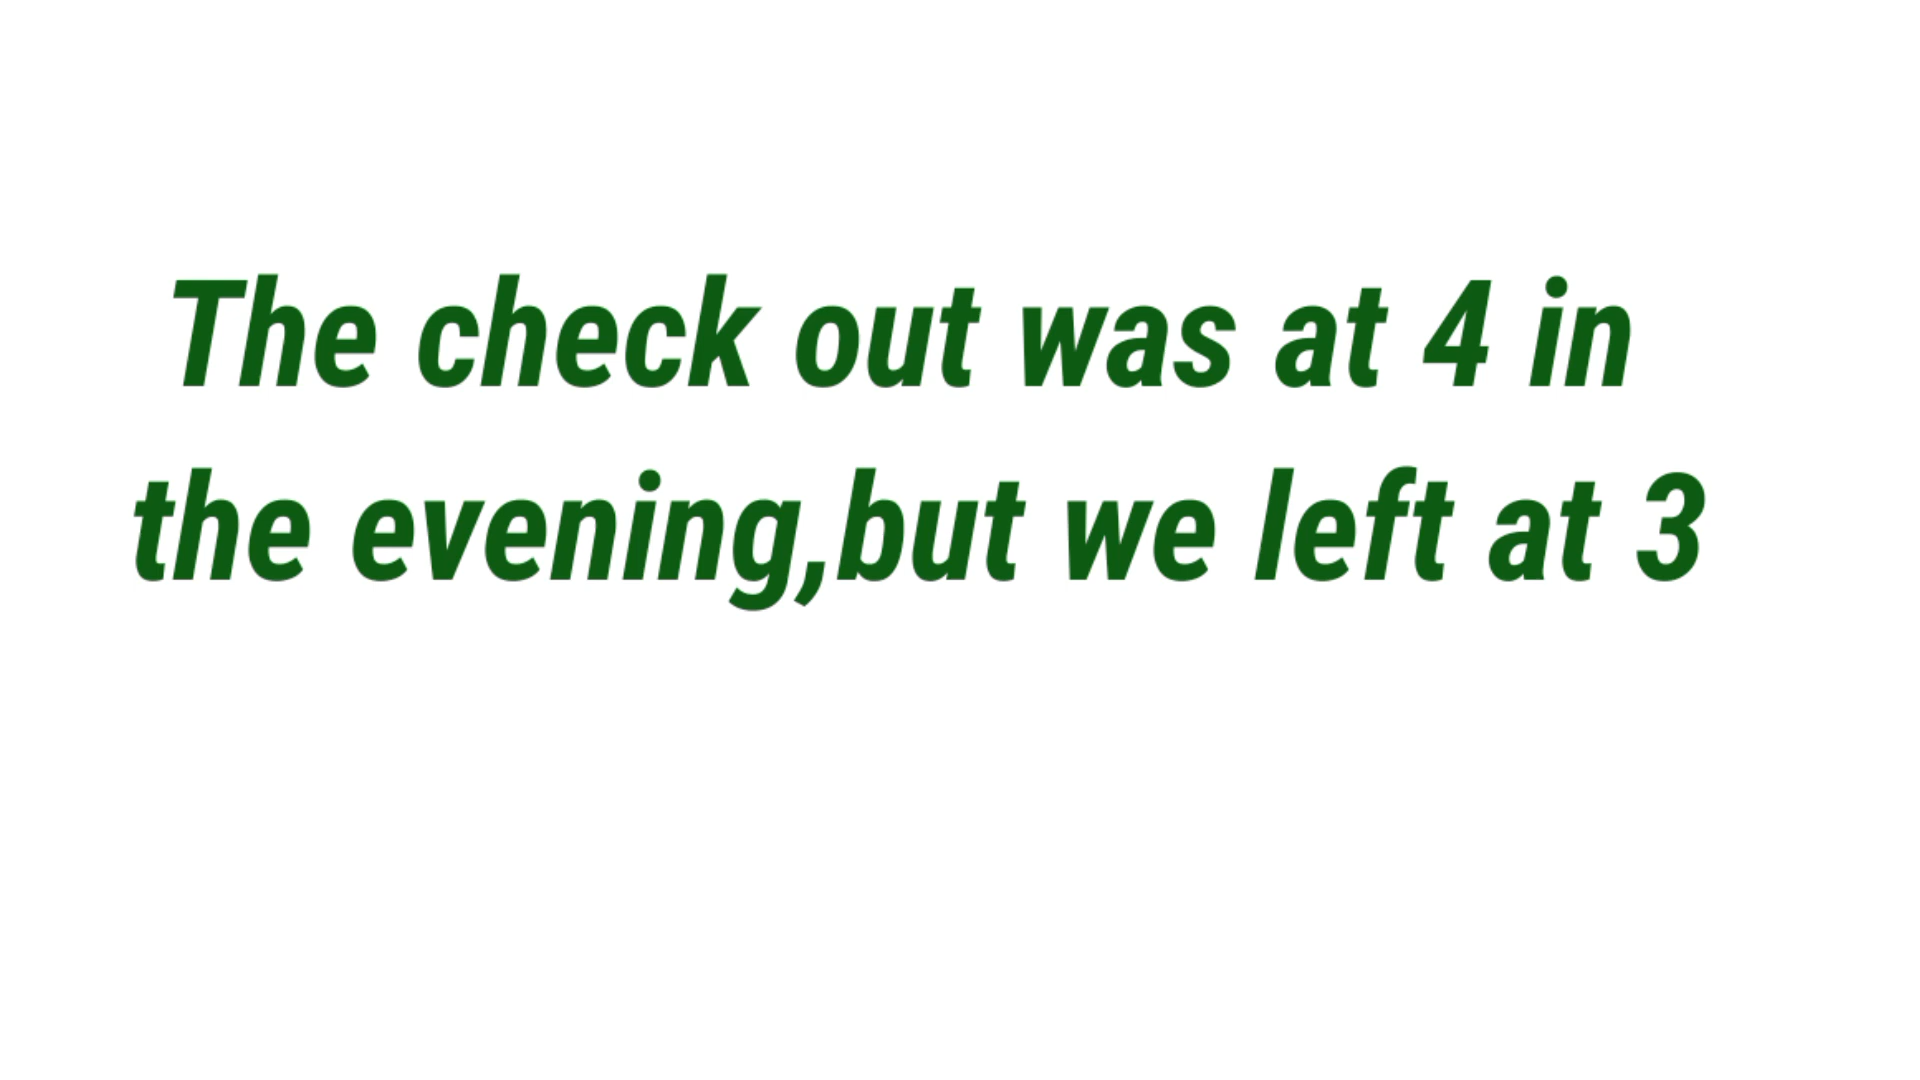 The check out was at 4 in
the evening,but we left at 3